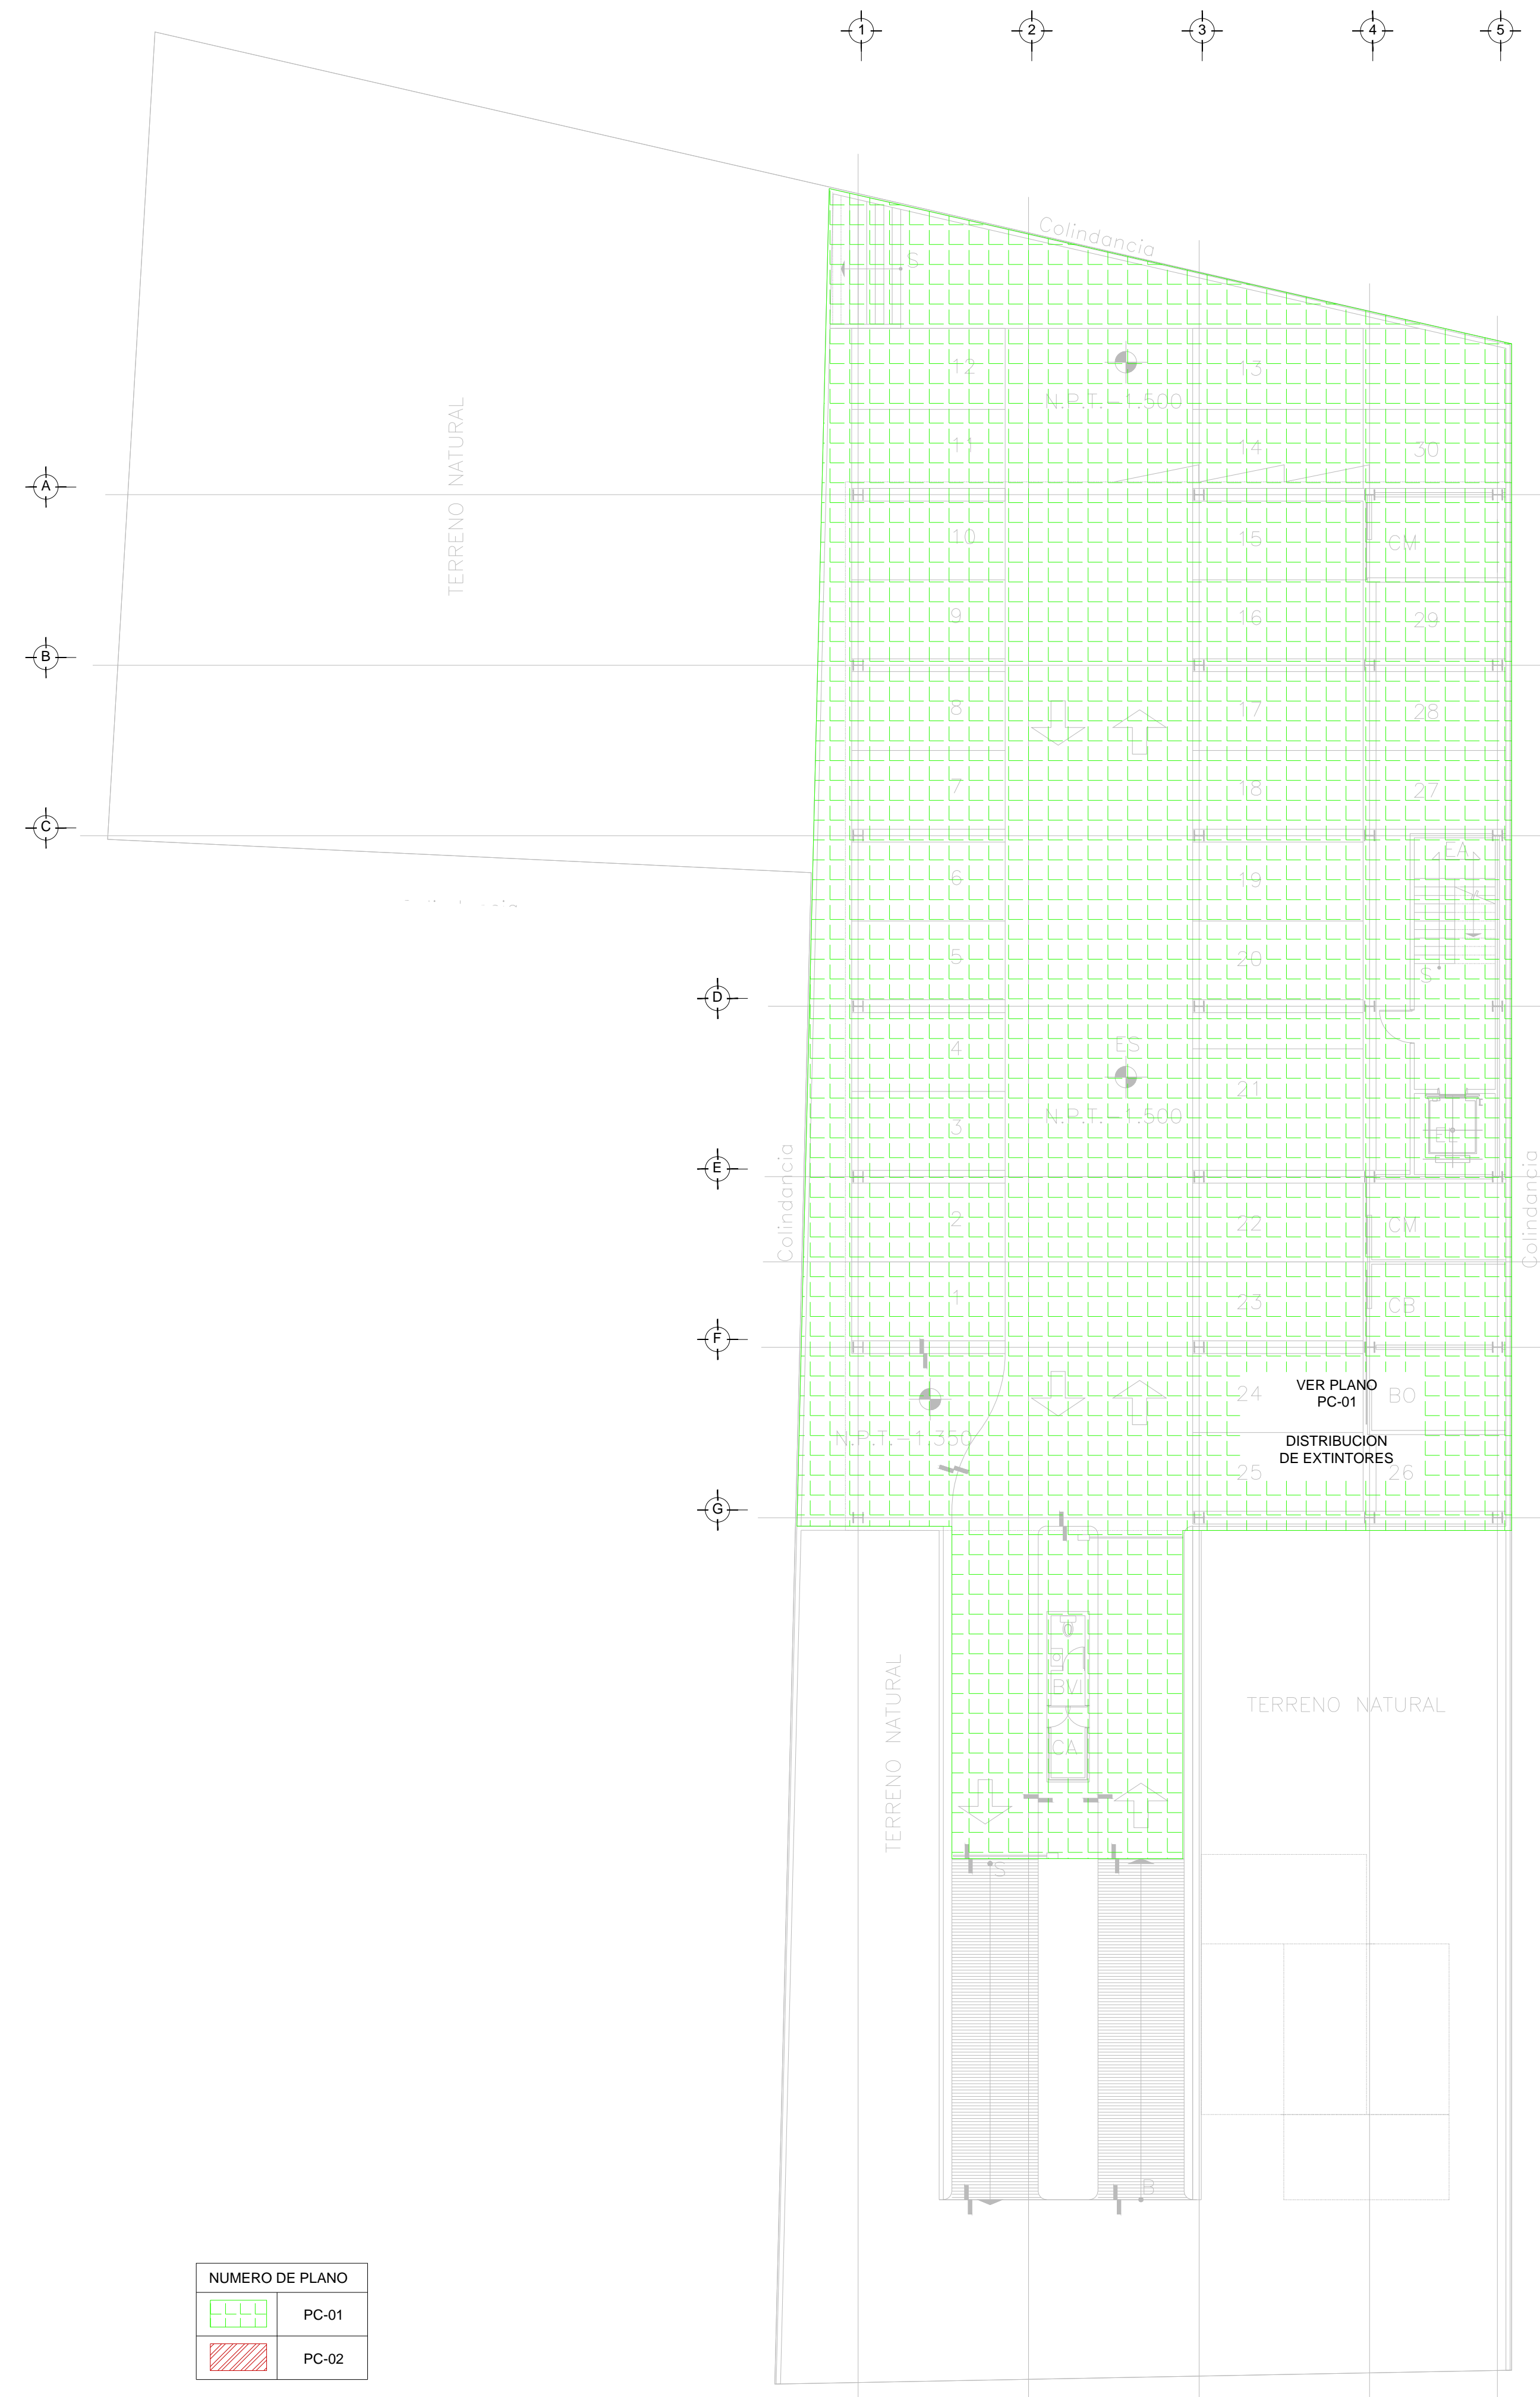 1 2 3 4 5
Colindancia
S
12 13
N.P.T.-1.500
TERRENO NATURAL
11 14 30
A
10 15 CM
9 16 29
B
8 17 28
7 18 27
C
6 19 EA
5 20
S
D
4 ES
21
3 N.P.T.-1.500
EL
E
Colindancia
Colindancia
2 22 CM
1 23 CB
F
24 VER PLANO BO
PC-01
N.P.T.-1.350
DISTRIBUCION
DE EXTINTORES
25 26
G
BVI
TERRENO NATURAL
TERRENO NATURAL
CA
S
B
NUMERO DE PLANO
PC-01
PC-02